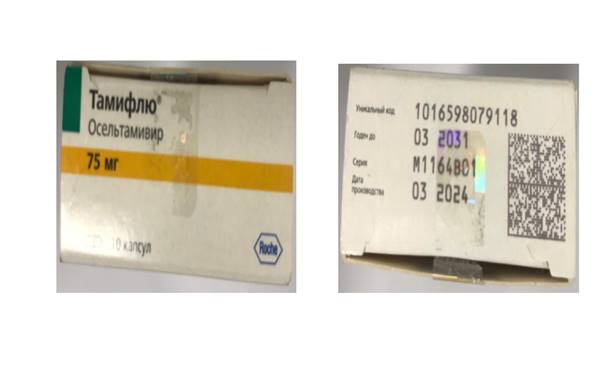 Тамифлю®
Осельтамивир
75 мг
10 капсул
Roche
Уникальный код 1016598079118
Годен до 03 2031
Серия M1164B01
Дата производства 03 2024